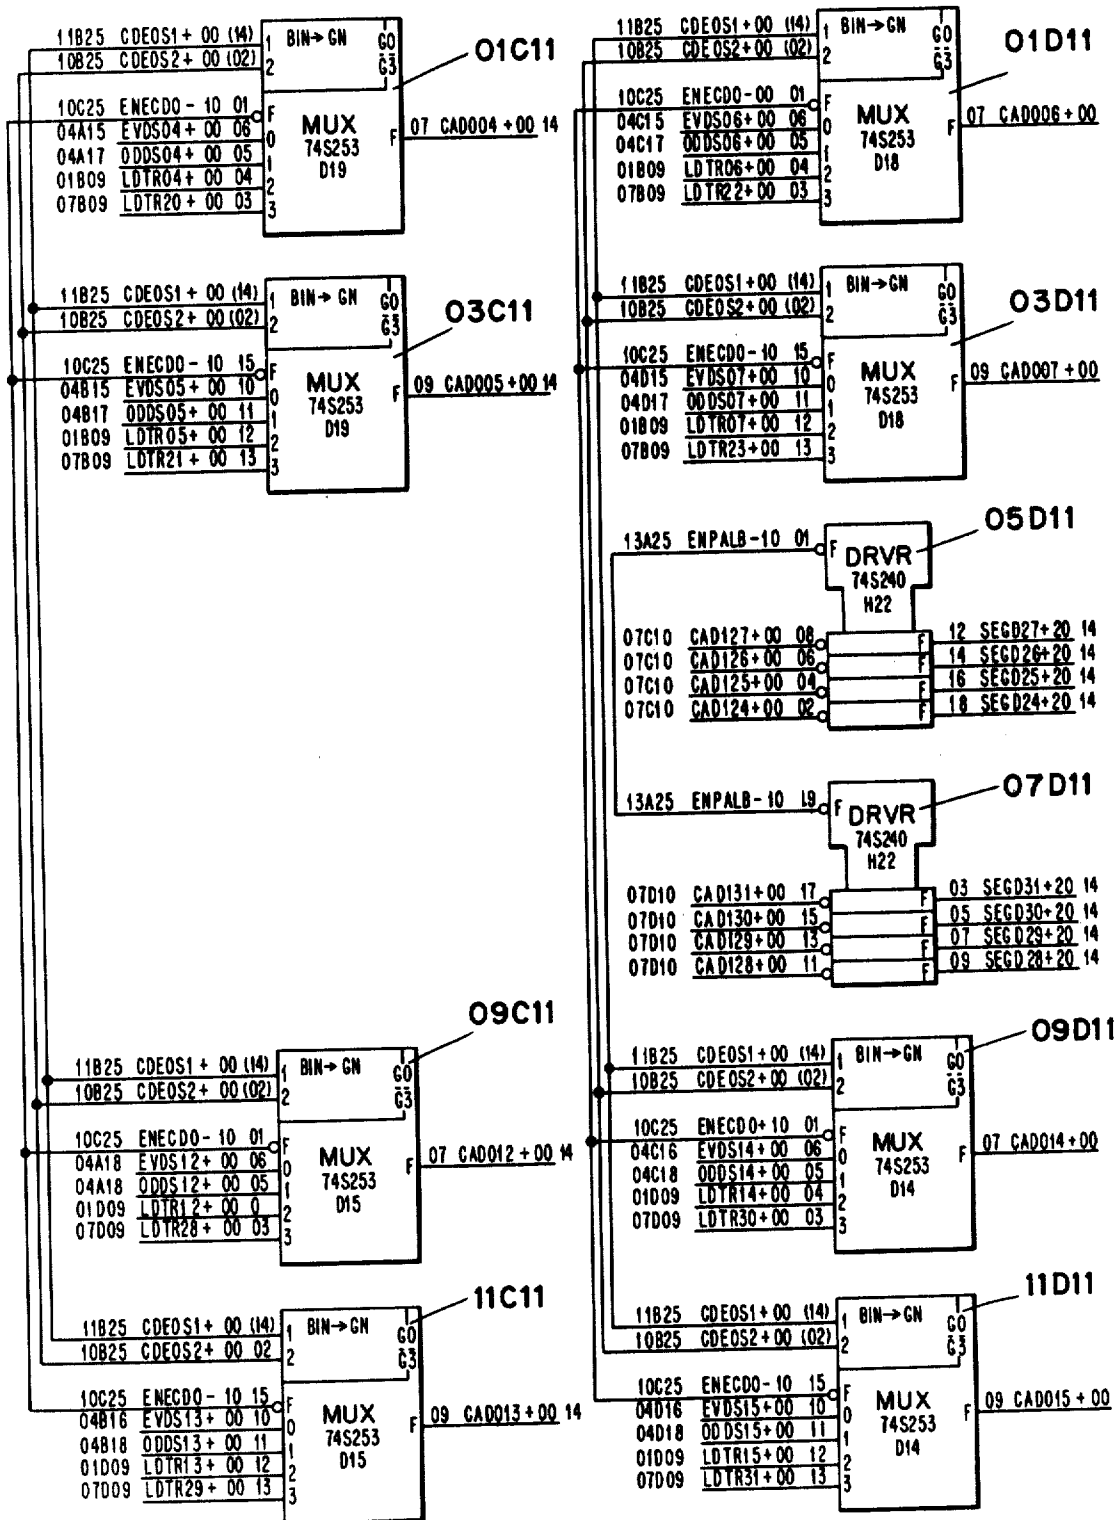 11B25 CDEOS1+ 00 (14) 1 BIN→GN G0
10B25 CDEOS2+ 00 (02) 2 G3
01C11
10C25 ENECDO- 10 01 F
04A15 EVDS04+ 00 06 0 MUX
04A17 ODDS04+ 00 05 1 74S253 F 07 CAD004 +00 14
01B09 LDTR04+ 00 04 2 D19
07B09 LDTR20+ 00 03 3
11B25 CDEOS1+ 00 (14) 1 BIN→GN G0
10B25 CDEOS2+ 00 (02) 2 G3
03C11
10C25 ENECDO- 10 15 F
04B15 EVDS05+ 00 10 0 MUX
04B17 ODDS05+ 00 11 1 74S253 F 09 CAD005+00 14
01B09 LDTR05+ 00 12 2 D19
07B09 LDTR21+ 00 13 3
11B25 CDEOS1+ 00 (14) 1 BIN→GN G0
10B25 CDEOS2+ 00 (02) 2 G3
09C11
10C25 ENECDO- 10 01 F
04A18 EVDS12+ 00 06 0 MUX
04A18 ODDS12+ 00 05 1 74S253 F 07 CAD012+00 14
01D09 LDTR12+ 00 0 2 D15
07D09 LDTR28+ 00 03 3
11B25 CDEOS1+ 00 (14) 1 BIN→GN G0
10B25 CDEOS2+ 00 02 2 G3
11C11
10C25 ENECDO- 10 15 F
04B16 EVDS13+ 00 10 0 MUX
04B18 ODDS13+ 00 11 1 74S253 F 09 CAD013+00 14
01D09 LDTR13+ 00 12 2 D15
07D09 LDTR29+ 00 13 3
11B25 CDEOS1+00 (14) 1 BIN→GN G0
10B25 CDEOS2+00 (02) 2 G3
01D11
10C25 ENECDO-00 01 F
04C15 EVDS06+00 06 0 MUX
04C17 ODDS06+00 05 1 74S253 F 07 CAD006+00
01B09 LDTR06+00 04 2 D18
07B09 LDTR22+00 03 3
11B25 CDEOS1+00 (14) 1 BIN→GN G0
10B25 CDEOS2+00 (02) 2 G3
03D11
10C25 ENECDO-10 15 F
04D15 EVDS07+00 10 0 MUX
04D17 ODDS07+00 11 1 74S253 F 09 CAD007+00
01B09 LDTR07+00 12 2 D18
07B09 LDTR23+00 13 3
05D11
13A25 ENPALB-10 01 F DRVR
74S240
H22
07C10 CAD127+00 08 F 12 SEGD27+20 14
07C10 CAD126+00 06 F 14 SEGD26+20 14
07C10 CAD125+00 04 F 16 SEGD25+20 14
07C10 CAD124+00 02 F 18 SEGD24+20 14
07D11
13A25 ENPALB-10 19 F DRVR
74S240
H22
07D10 CAD131+00 17 F 03 SEGD31+20 14
07D10 CAD130+00 15 F 05 SEGD30+20 14
07D10 CAD129+00 13 F 07 SEGD29+20 14
07D10 CAD128+00 11 F 09 SEGD28+20 14
11B25 CDEOS1+00 (14) 1 BIN→GN G0
10B25 CDEOS2+00 (02) 2 G3
09D11
10C25 ENECDO+10 01 F
04C16 EVDS14+00 06 0 MUX
04C18 ODDS14+00 05 1 74S253 F 07 CAD014+00
01D09 LDTR14+00 04 2 D14
07D09 LDTR30+00 03 3
11B25 CDEOS1+00 (14) 1 BIN→GN G0
10B25 CDEOS2+00 (02) 2 G3
11D11
10C25 ENECDO-10 15 F
04D16 EVDS15+00 10 0 MUX
04D18 ODDS15+00 11 1 74S253 F 09 CAD015+00
01D09 LDTR15+00 12 2 D14
07D09 LDTR31+00 13 3